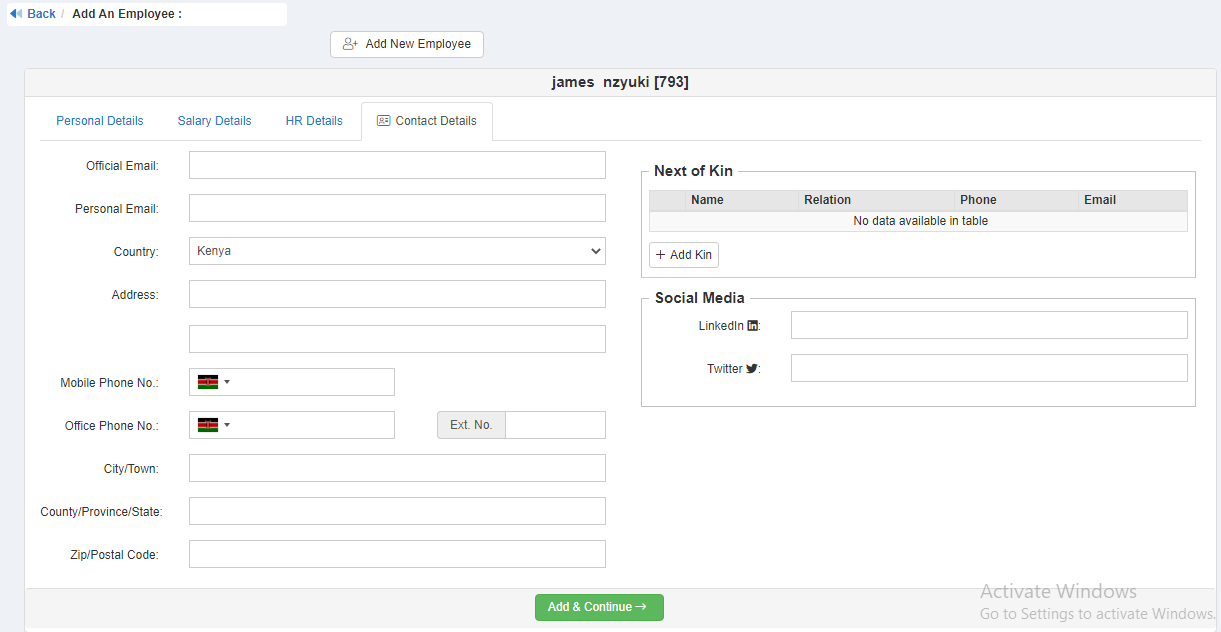 Back / Add An Employee :
Add New Employee
james nzyuki [793]
Personal Details Salary Details HR Details Contact Details
Official Email:
Personal Email:
Country: Kenya
Address:
Mobile Phone No.:
Office Phone No.: Ext. No.
City/Town:
County/Province/State:
Zip/Postal Code:
Next of Kin
Name Relation Phone Email
No data available in table
+ Add Kin
Social Media
LinkedIn in:
Twitter :
Add & Continue →
Activate Windows
Go to Settings to activate Windows.